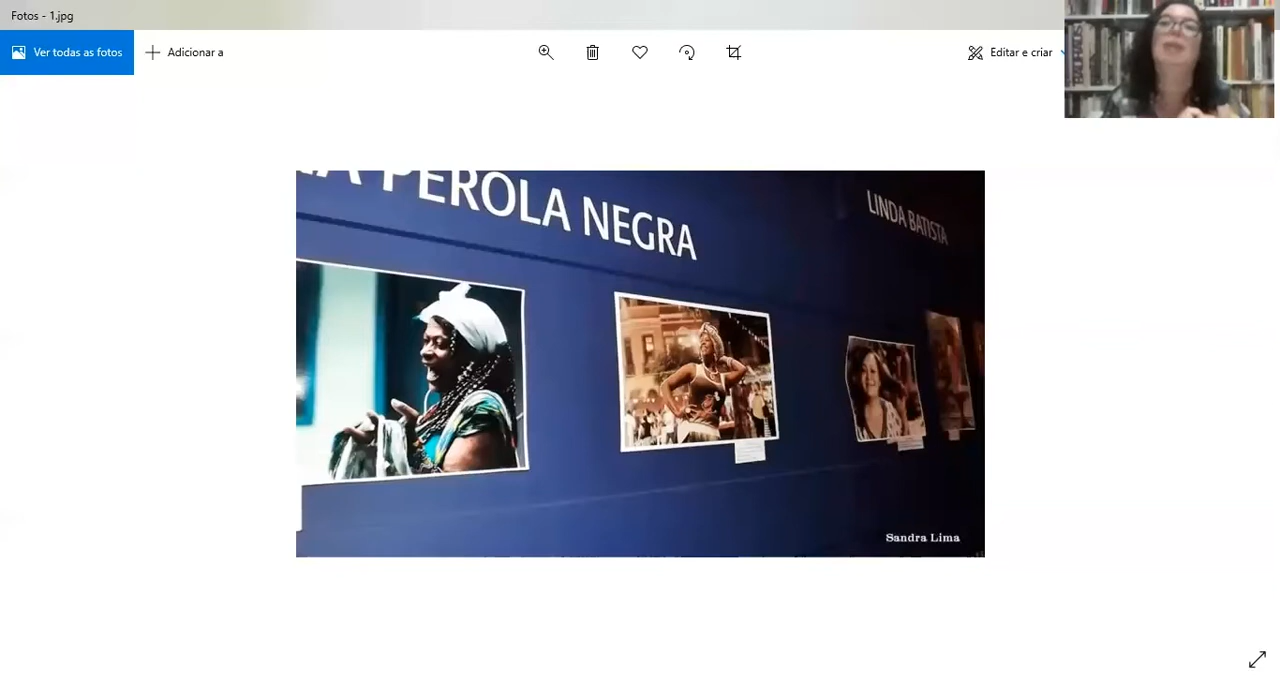 Fotos - 1.jpg
Ver todas as fotos
Adicionar a
Editar e criar
PEROLA NEGRA
LINDA BATISTA
Sandra Lima